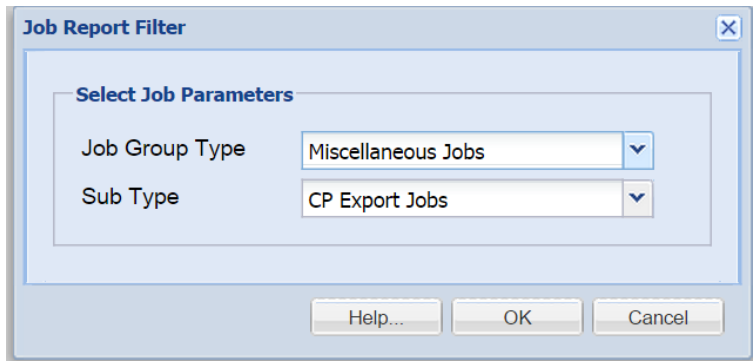 Job Report Filter
Select Job Parameters
Job Group Type Miscellaneous Jobs
Sub Type CP Export Jobs
Help... OK Cancel